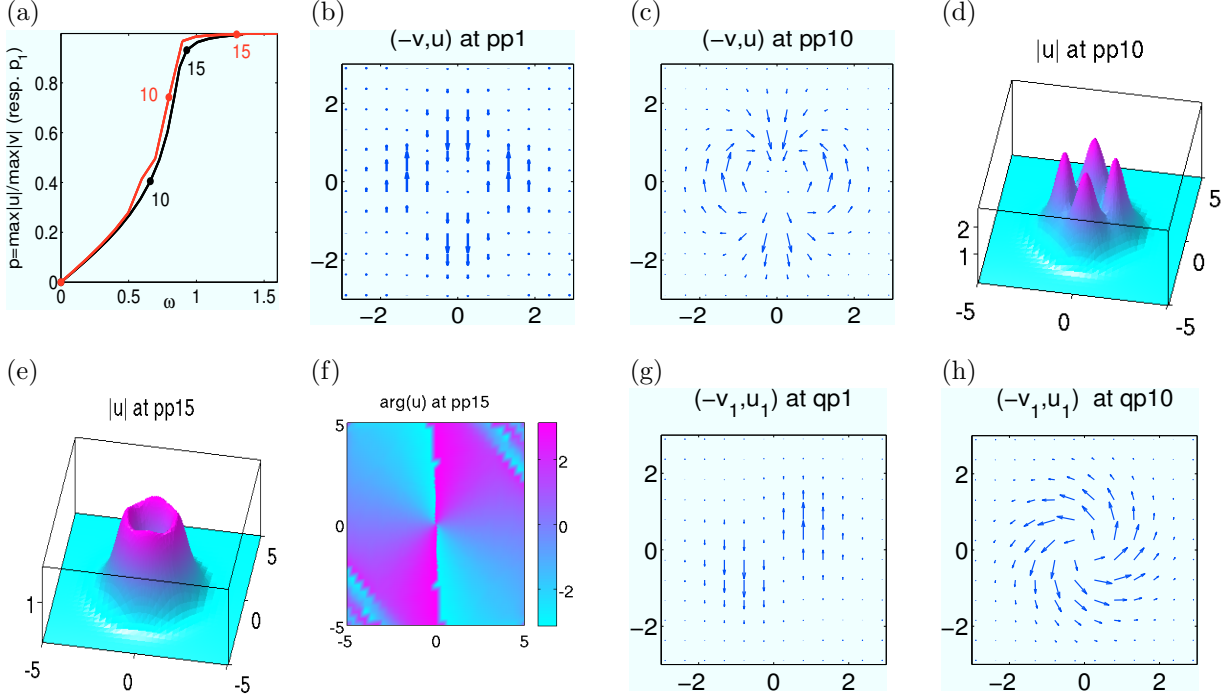 (a)
p=max|u|/max|v| (resp. p₁)
0.8
0.6
0.4
0.2
0
0 0.5 1 1.5
ω
10
15
10
15
(b)
(-v,u) at pp1
2
0
−2
−2 0 2
(c)
(-v,u) at pp10
2
0
−2
−2 0 2
(d)
|u| at pp10
2
1
-5 0 -5
0
5
(e)
|u| at pp15
1
-5 0 -5
0
5
(f)
arg(u) at pp15
5
0
-5
-5 0 5
2
0
-2
(g)
(-v₁,u₁) at qp1
2
0
−2
−2 0 2
(h)
(-v₁,u₁) at qp10
2
0
−2
−2 0 2